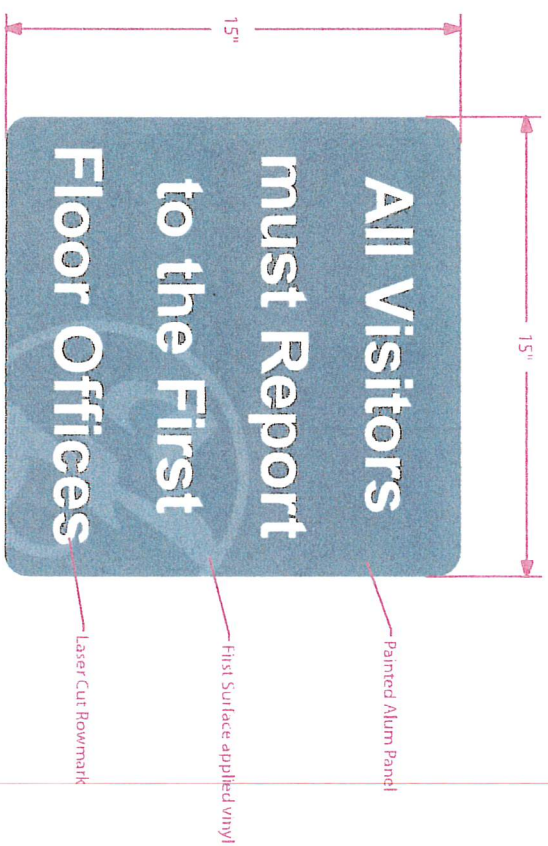 15"
15"
All Visitors
must Report
to the First
Floor Offices
Painted Alum Panel
First Surface applied vinyl
Laser Cut Rowmark